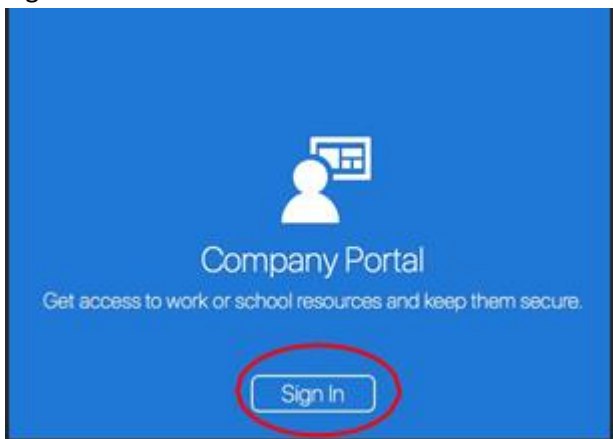 Company Portal
Get access to work or school resources and keep them secure.
Sign In